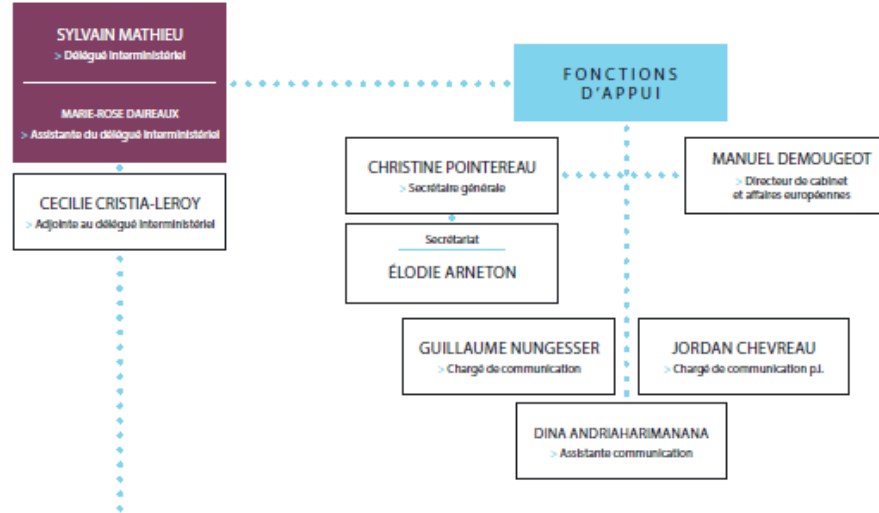 SYLVAIN MATHIEU
> Délégué interministériel
MARIE-ROSE DAIREAUX
> Assistante du délégué interministériel
CECILIE CRISTIA-LEROY
> Adjointe au délégué interministériel
FONCTIONS
D'APPUI
CHRISTINE POINTEREAU
> Secrétaire générale
MANUEL DEMOUGEOT
> Directeur de cabinet
et affaires européennes
Secrétariat
ÉLODIE ARNETON
GUILLAUME NUNGESSER
> Chargé de communication
JORDAN CHEVREAU
> Chargé de communication p.i.
DINA ANDRIAHARIMANANA
> Assistante communication